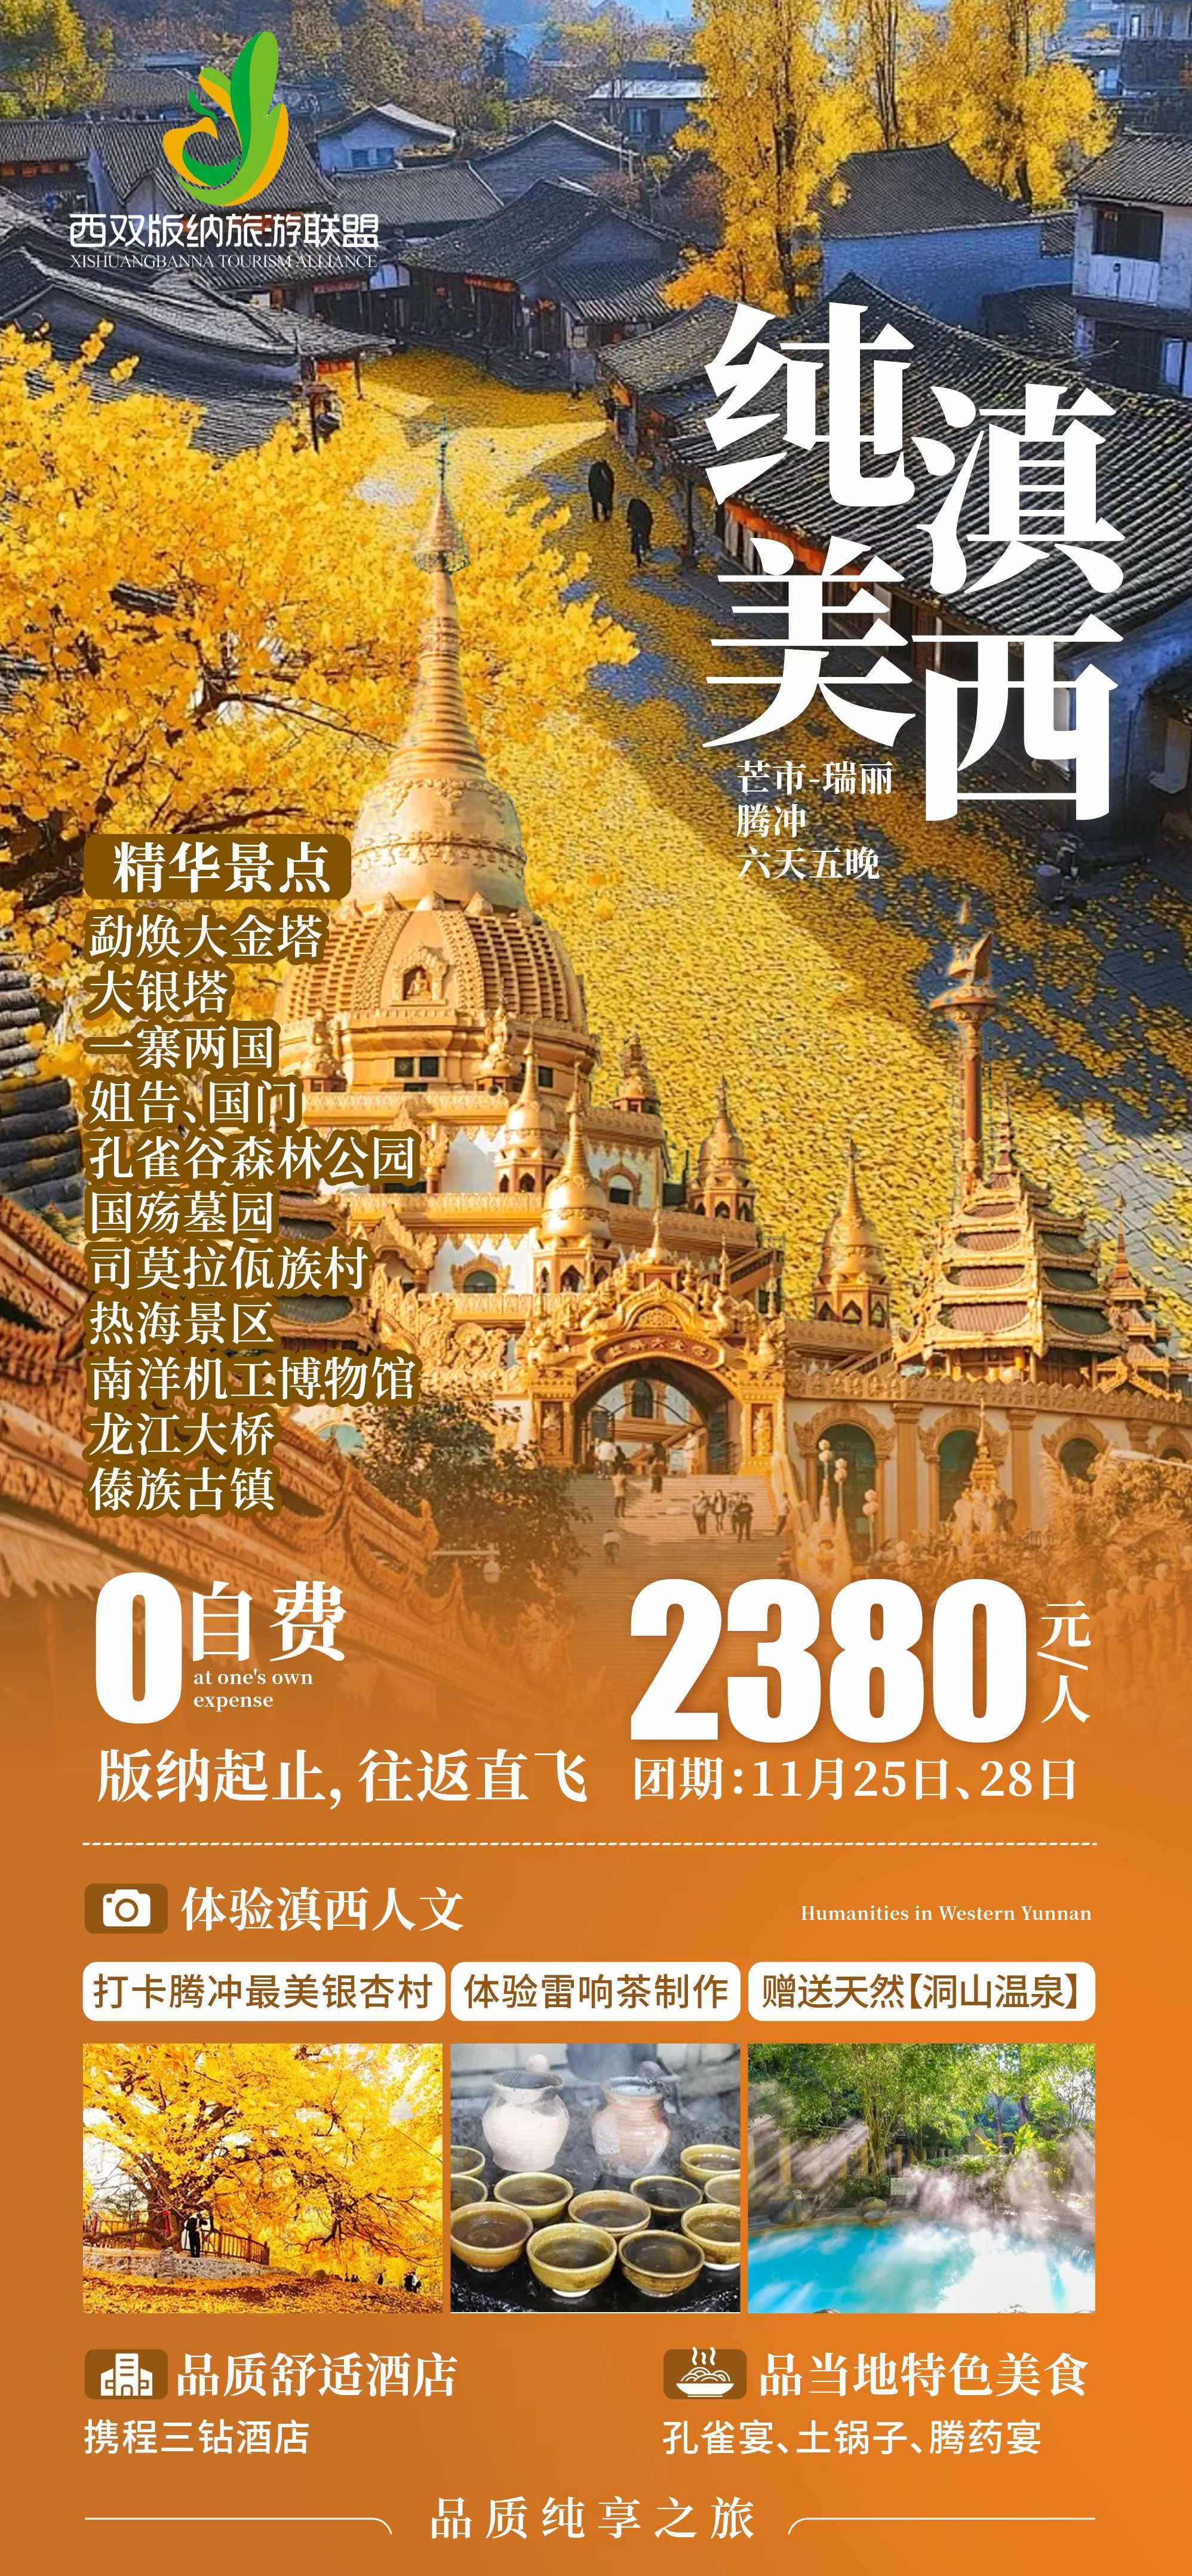 西双版纳旅游联盟
XISHUANGBANNA TOURISM ALLIANCE
纯美
滇西
芒市-瑞丽
腾冲
六天五晚
精华景点
勐焕大金塔
大银塔
一寨两国
姐告、国门
孔雀谷森林公园
国殇墓园
司莫拉佤族村
热海景区
南洋机工博物馆
龙江大桥
傣族古镇
0自费
at one's own
expense
2380元/人
版纳起止,往返直飞
团期:11月25日、28日
体验滇西人文
Humanities in Western Yunnan
打卡腾冲最美银杏村
体验雷响茶制作
赠送天然【洞山温泉】
品质舒适酒店
携程三钻酒店
品当地特色美食
孔雀宴、土锅子、腾药宴
品质纯享之旅